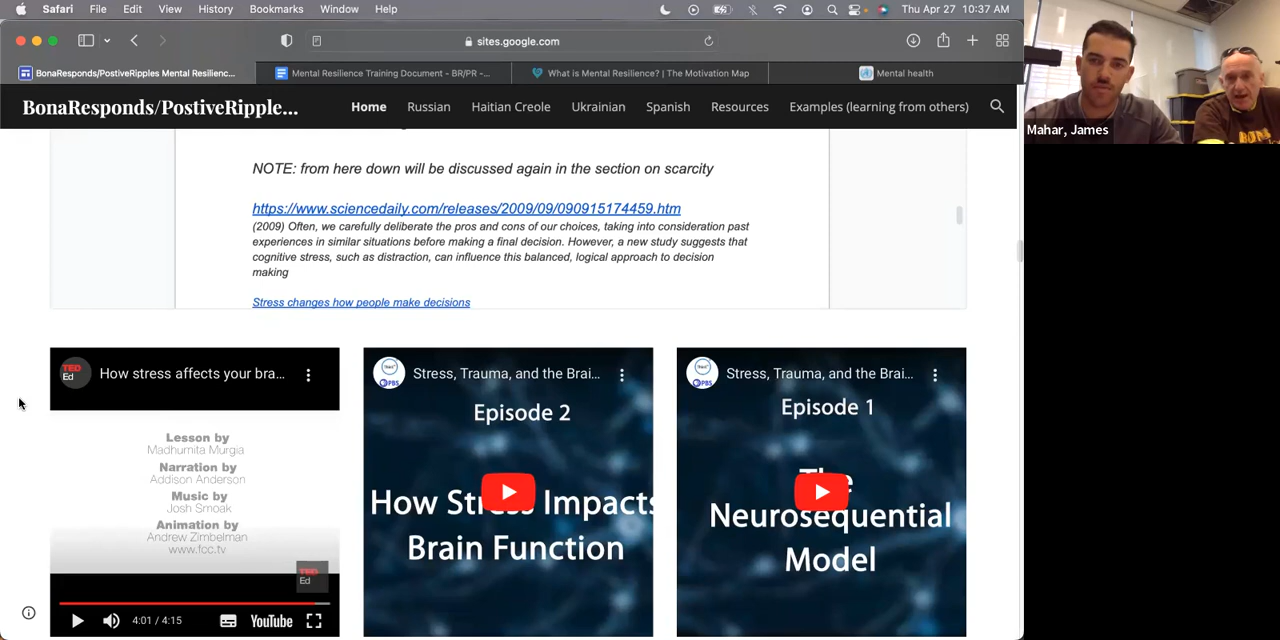 Safari File Edit View History Bookmarks Window Help Thu Apr 27 10:37 AM
sites.google.com
BonaResponds/PostiveRipples Mental Resilienc...
Mental Resilience Training Document - BR/PR -...
What is Mental Resilience? | The Motivation Map
Mental health
BonaResponds/PostiveRipple...
Home Russian Haitian Creole Ukrainian Spanish Resources Examples (learning from others)
Mahar, James
NOTE: from here down will be discussed again in the section on scarcity
https://www.sciencedaily.com/releases/2009/09/090915174459.htm
(2009) Often, we carefully deliberate the pros and cons of our choices, taking into consideration past
experiences in similar situations before making a final decision. However, a new study suggests that
cognitive stress, such as distraction, can influence this balanced, logical approach to decision
making
Stress changes how people make decisions
TED
Ed
How stress affects your bra...
Lesson by
Madhumita Murgia
Narration by
Addison Anderson
Music by
Josh Smoak
Animation by
Andrew Zimbelman
www.fcc.tv
TED
Ed
4:01 / 4:15
YouTube
PBS
Stress, Trauma, and the Brai...
Episode 2
How Stress Impacts
Brain Function
PBS
Stress, Trauma, and the Brai...
Episode 1
The
Neurosequential
Model